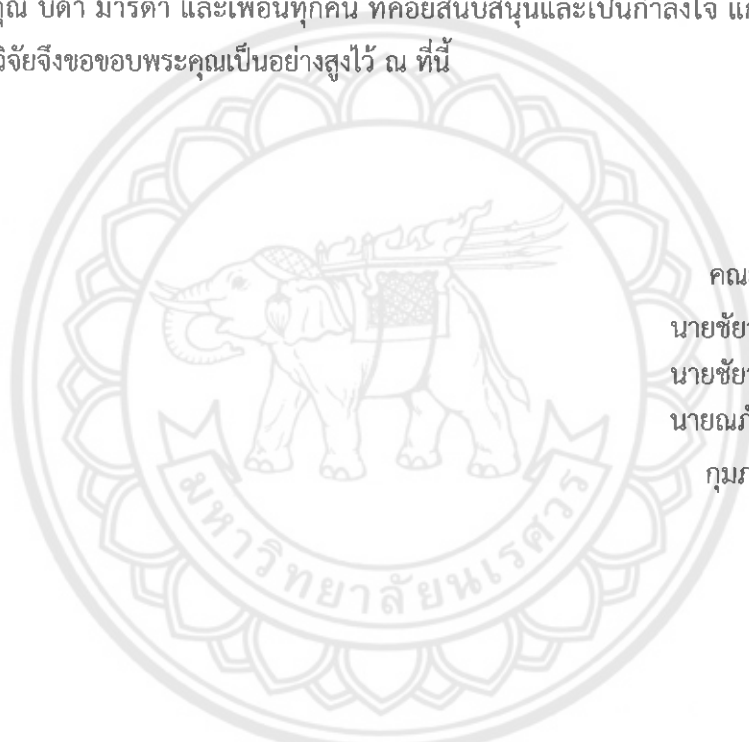 คุณ บิดา มารดา และเพื่อนทุกคน ที่คอยสนับสนุนและเป็นกำลังใจ
วิจัยจึงขอขอบพระคุณเป็นอย่างสูงไว้ ณ ที่นี้
คณะ
นายชัย
นายชัย
นายณภั
กุมภ
มหาวิทยาลัยนเรศวร